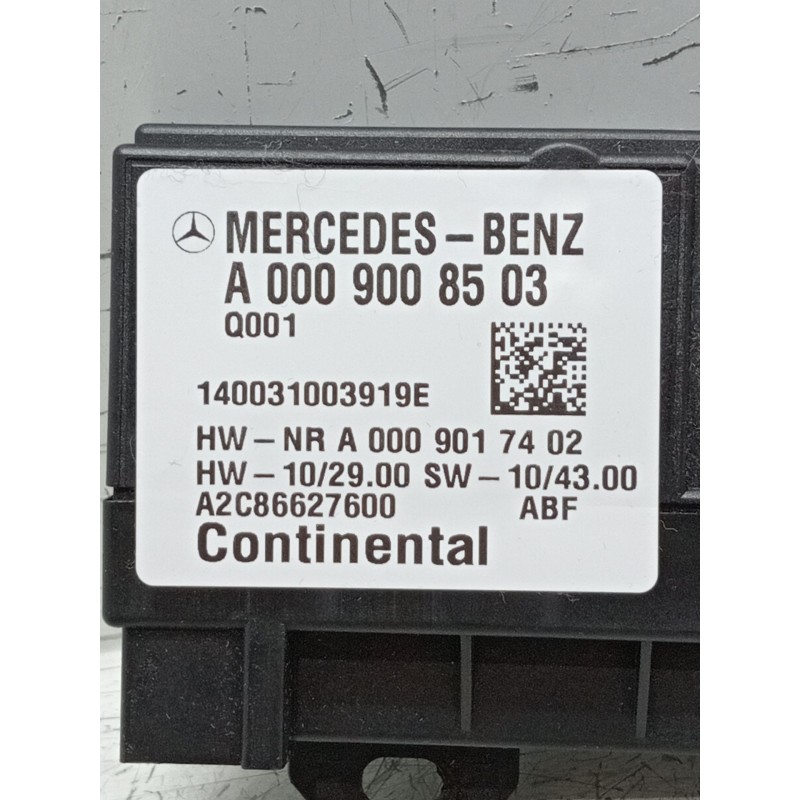 MERCEDES-BENZ
A 000 900 85 03
Q001
140031003919E
HW-NR A 000 901 74 02
HW-10/29.00 SW-10/43.00
A2C86627600 ABF
Continental